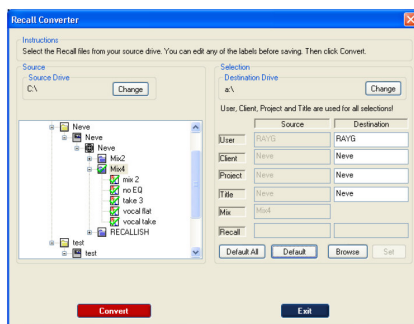 Recall Converter
Instructions
Select the Recall files from your source drive. You can edit any of the labels before saving. Then click Convert.
Source
Source Drive
C:\
Change
Neve
Neve
Neve
Mix2
Mix4
mix 2
no EQ
take 3
vocal flat
vocal take
RECALLISH
test
test
Selection
Destination Drive
a:\
Change
User, Client, Project and Title are used for all selections!
Source Destination
User RAYG RAYG
Client Neve Neve
Project Neve Neve
Title Neve Neve
Mix Mix4
Recall
Default All Default Browse Set
Convert Exit